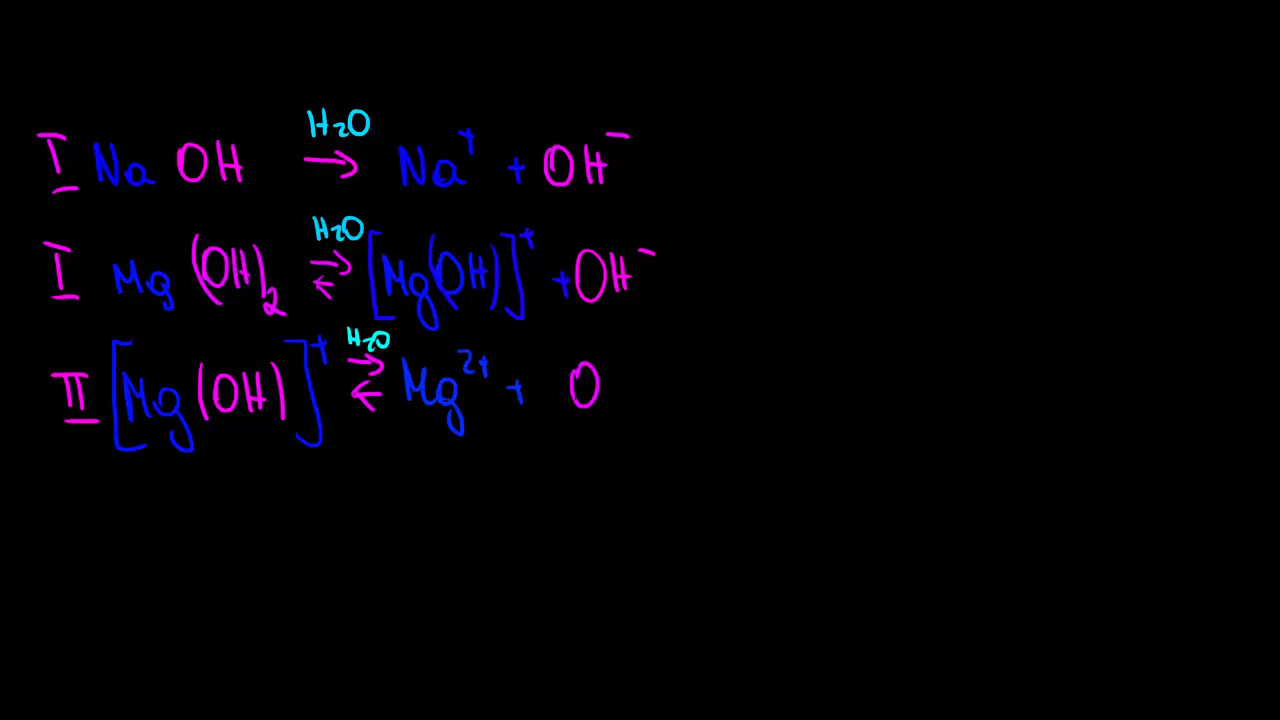 I NaOH →(H₂O) Na⁺ + OH⁻
I Mg(OH)₂ ⇄(H₂O) [Mg(OH)]⁺ + OH⁻
II [Mg(OH)]⁺ ⇄(H₂O) Mg²⁺ + O